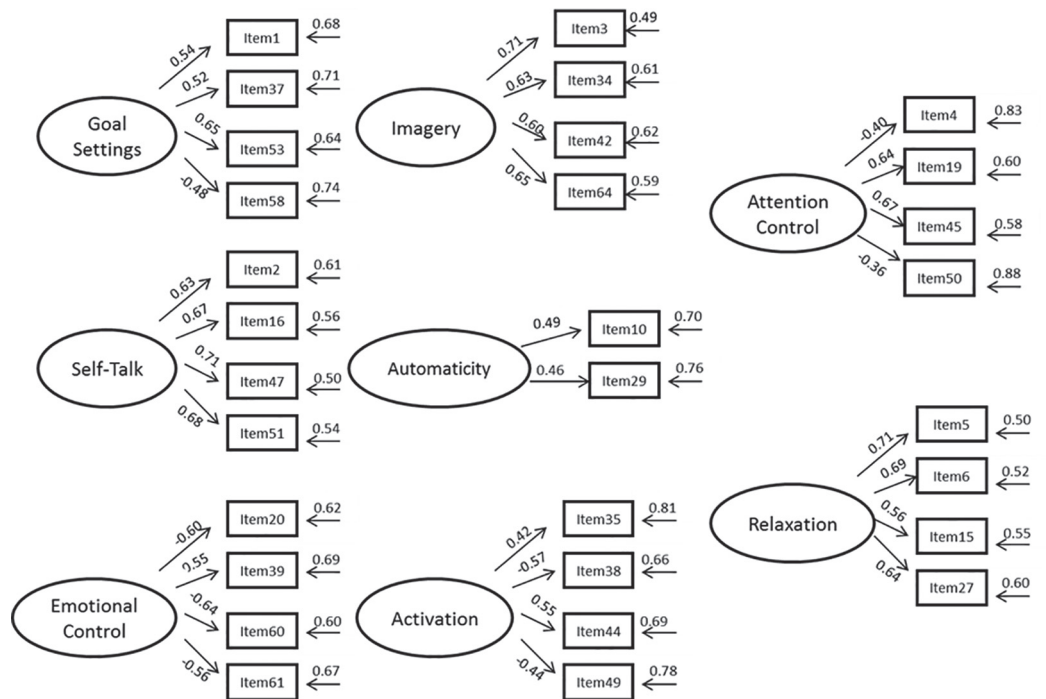 Goal
Settings
0.54
0.52
0.65
-0.48
Item1
0.68
Item37
0.71
Item53
0.64
Item58
0.74
Imagery
0.71
0.63
0.60
0.65
Item3
0.49
Item34
0.61
Item42
0.62
Item64
0.59
Attention
Control
-0.40
0.64
0.67
-0.36
Item4
0.83
Item19
0.60
Item45
0.58
Item50
0.88
Self-Talk
0.63
0.67
0.71
0.68
Item2
0.61
Item16
0.56
Item47
0.50
Item51
0.54
Automaticity
0.49
0.46
Item10
0.70
Item29
0.76
Relaxation
0.71
0.69
0.56
0.64
Item5
0.50
Item6
0.52
Item15
0.55
Item27
0.60
Emotional
Control
-0.60
0.55
-0.64
-0.56
Item20
0.62
Item39
0.69
Item60
0.60
Item61
0.67
Activation
0.42
-0.57
0.55
-0.44
Item35
0.81
Item38
0.66
Item44
0.69
Item49
0.78